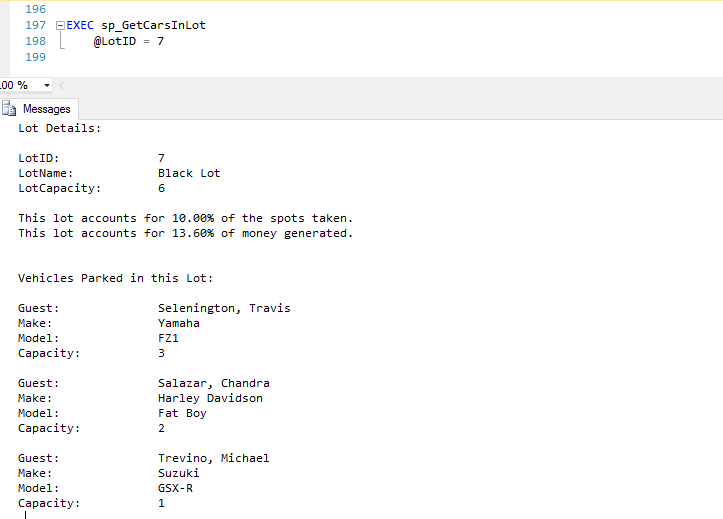 196
197 EXEC sp_GetCarsInLot
198 @LotID = 7
199
.00 %
Messages
Lot Details:
LotID: 7
LotName: Black Lot
LotCapacity: 6
This lot accounts for 10.00% of the spots taken.
This lot accounts for 13.60% of money generated.
Vehicles Parked in this Lot:
Guest: Selenington, Travis
Make: Yamaha
Model: FZ1
Capacity: 3
Guest: Salazar, Chandra
Make: Harley Davidson
Model: Fat Boy
Capacity: 2
Guest: Trevino, Michael
Make: Suzuki
Model: GSX-R
Capacity: 1